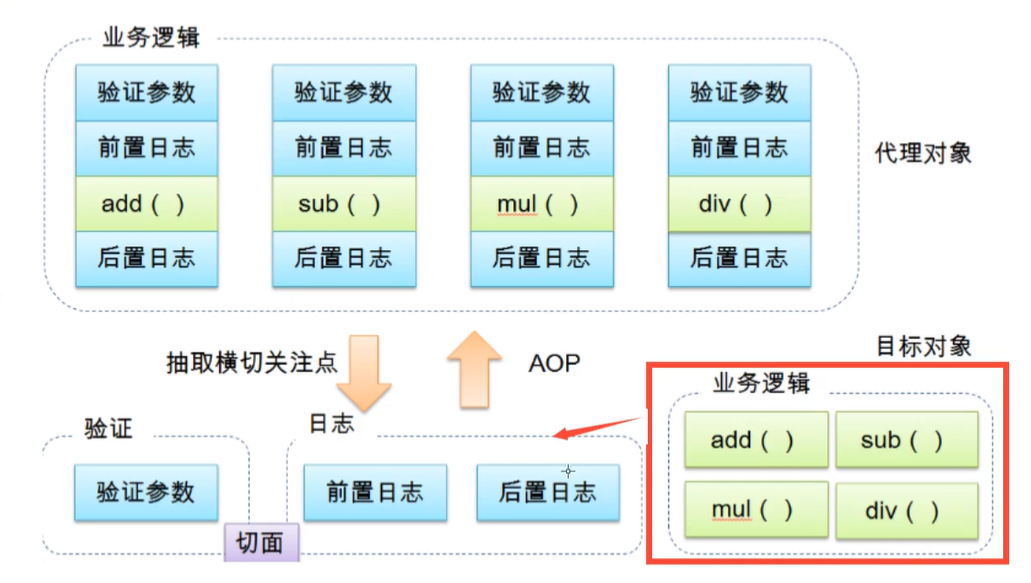 业务逻辑
验证参数 验证参数 验证参数 验证参数
前置日志 前置日志 前置日志 前置日志
add ( ) sub ( ) mul ( ) div ( )
后置日志 后置日志 后置日志 后置日志
代理对象
抽取横切关注点
AOP
目标对象
验证
验证参数
日志
前置日志 后置日志
切面
业务逻辑
add ( ) sub ( )
mul ( ) div ( )